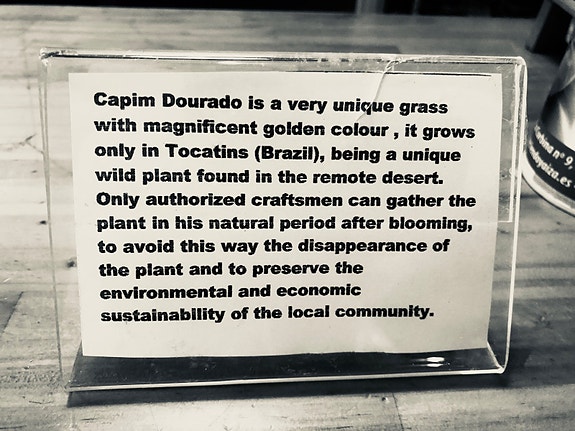 Capim Dourado is a very unique grass
with magnificent golden colour , it grows
only in Tocatins (Brazil), being a unique
wild plant found in the remote desert.
Only authorized craftsmen can gather the
plant in his natural period after blooming,
to avoid this way the disappearance of
the plant and to preserve the
environmental and economic
sustainability of the local community.
nº 9,